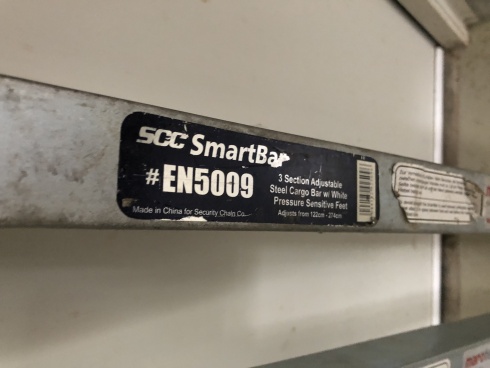 SCC SmartBar
#EN5009
3 Section Adjustable
Steel Cargo Bar w/ White
Pressure Sensitive Feet
Adjusts from 122cm - 274cm
Made in China for Security Chain Co.